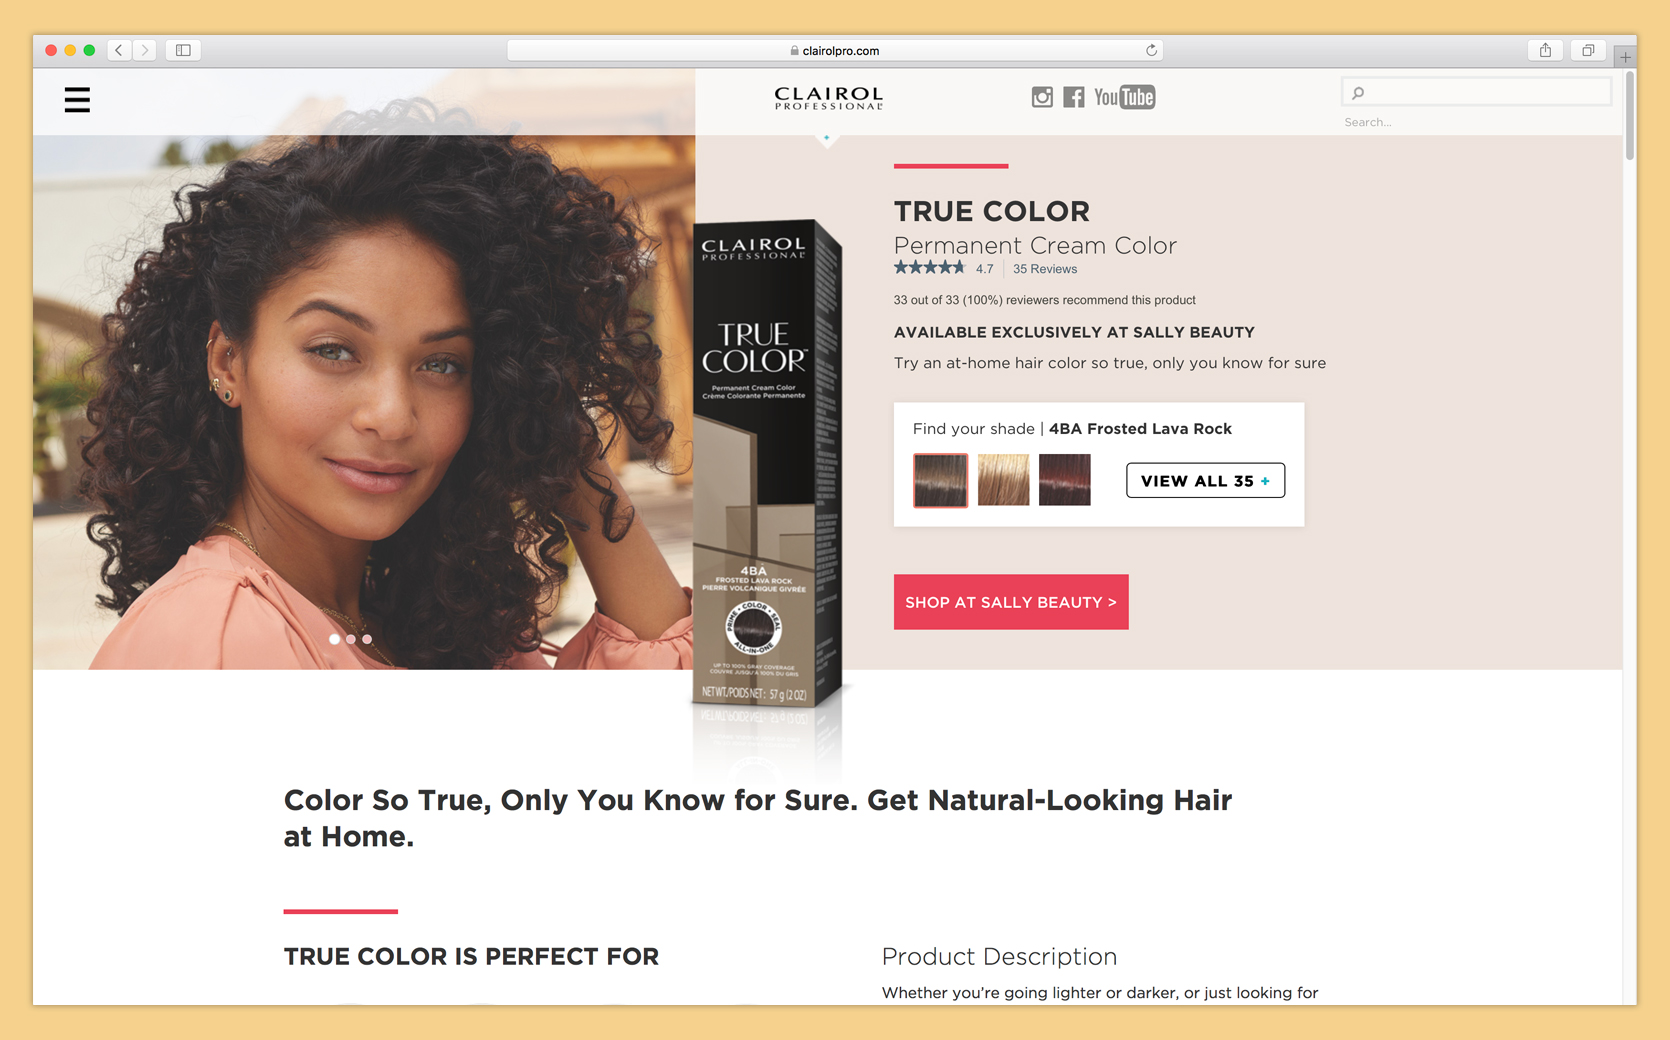 clairolpro.com
CLAIROL
PROFESSIONAL
YouTube
Search...
TRUE COLOR
Permanent Cream Color
4.7
35 Reviews
33 out of 33 (100%) reviewers recommend this product
AVAILABLE EXCLUSIVELY AT SALLY BEAUTY
Try an at-home hair color so true, only you know for sure
Find your shade | 4BA Frosted Lava Rock
VIEW ALL 35 +
SHOP AT SALLY BEAUTY >
CLAIROL
PROFESSIONAL
TRUE
COLOR™
Permanent Cream Color
Crème Colorante Permanente
4BA
FROSTED LAVA ROCK
PIERRE VOLCANIQUE GIVRÉE
PRIME • COLOR • SEAL
ALL-IN-ONE
UP TO 100% GRAY COVERAGE
COUVRE JUSQU'À 100% DU GRIS
NET WT./POIDS NET: 57 g (2 OZ)
Color So True, Only You Know for Sure. Get Natural-Looking Hair
at Home.
TRUE COLOR IS PERFECT FOR
Product Description
Whether you're going lighter or darker, or just looking for